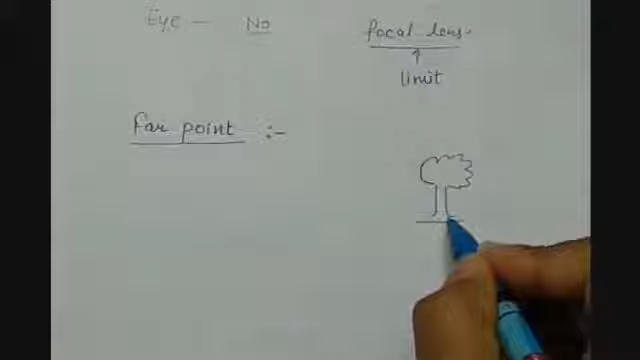 Eye — No
focal lens.
limit
Far point :-